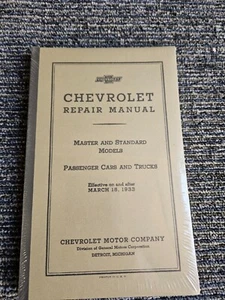 CHEVROLET
REPAIR MANUAL
MASTER AND STANDARD
MODELS
PASSENGER CARS AND TRUCKS
Effective on and after
MARCH 15, 1935
CHEVROLET MOTOR COMPANY
Division of General Motors Corporation
DETROIT, MICHIGAN